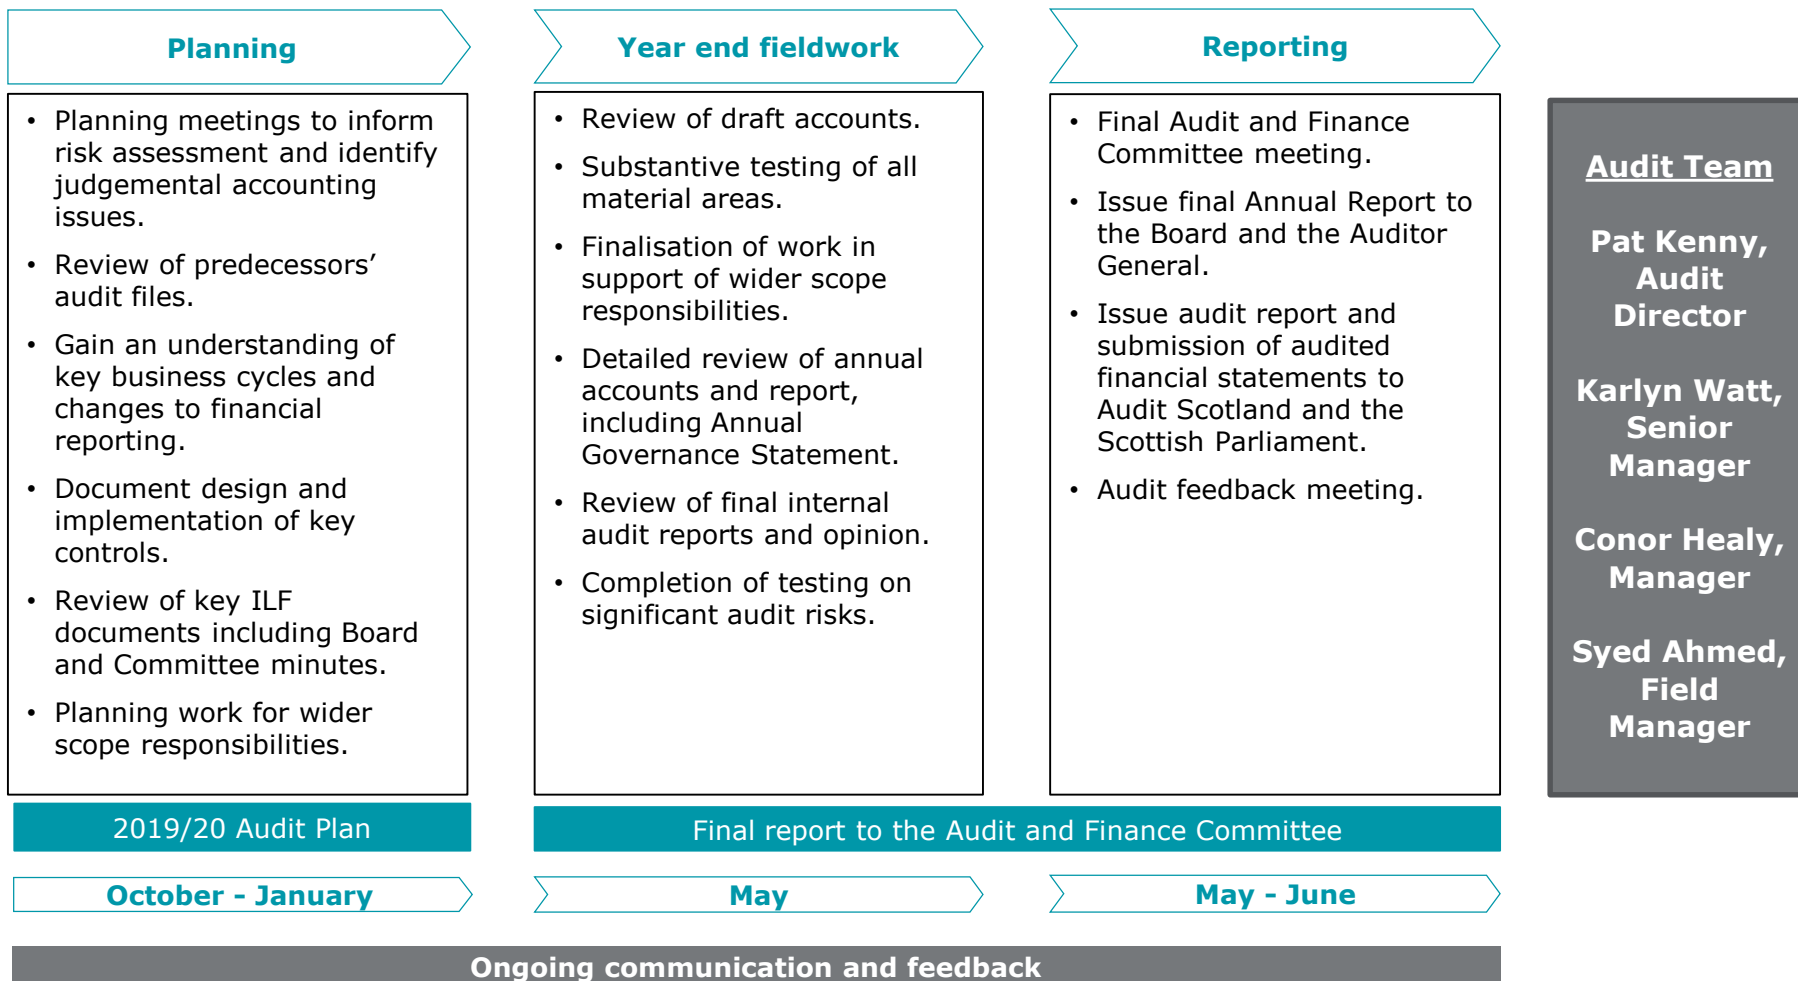 Planning
• Planning meetings to inform
risk assessment and identify
judgemental accounting
issues.
• Review of predecessors’
audit files.
• Gain an understanding of
key business cycles and
changes to financial
reporting.
• Document design and
implementation of key
controls.
• Review of key ILF
documents including Board
and Committee minutes.
• Planning work for wider
scope responsibilities.
2019/20 Audit Plan
October - January
Year end fieldwork
• Review of draft accounts.
• Substantive testing of all
material areas.
• Finalisation of work in
support of wider scope
responsibilities.
• Detailed review of annual
accounts and report,
including Annual
Governance Statement.
• Review of final internal
audit reports and opinion.
• Completion of testing on
significant audit risks.
May
Reporting
• Final Audit and Finance
Committee meeting.
• Issue final Annual Report to
the Board and the Auditor
General.
• Issue audit report and
submission of audited
financial statements to
Audit Scotland and the
Scottish Parliament.
• Audit feedback meeting.
Final report to the Audit and Finance Committee
May - June
Audit Team
Pat Kenny,
Audit
Director
Karlyn Watt,
Senior
Manager
Conor Healy,
Manager
Syed Ahmed,
Field
Manager
Ongoing communication and feedback